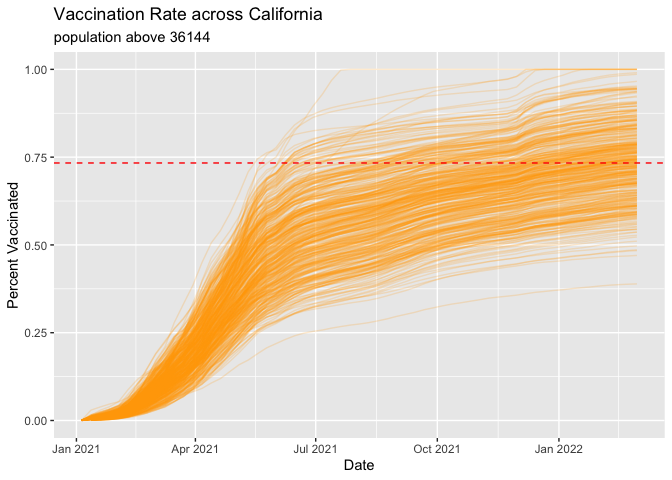 Vaccination Rate across California
population above 36144
1.00
0.75
0.50
0.25
0.00
Percent Vaccinated
Jan 2021 Apr 2021 Jul 2021 Oct 2021 Jan 2022
Date